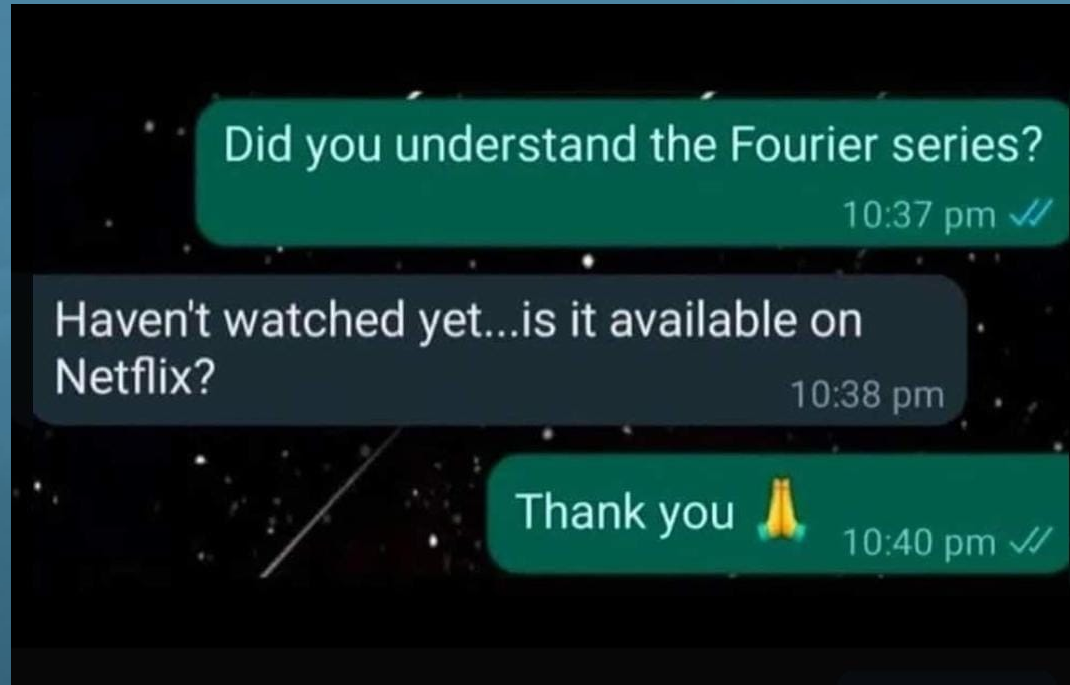 Did you understand the Fourier series?
10:37 pm
Haven't watched yet...is it available on
Netflix?
10:38 pm
Thank you 🙏
10:40 pm